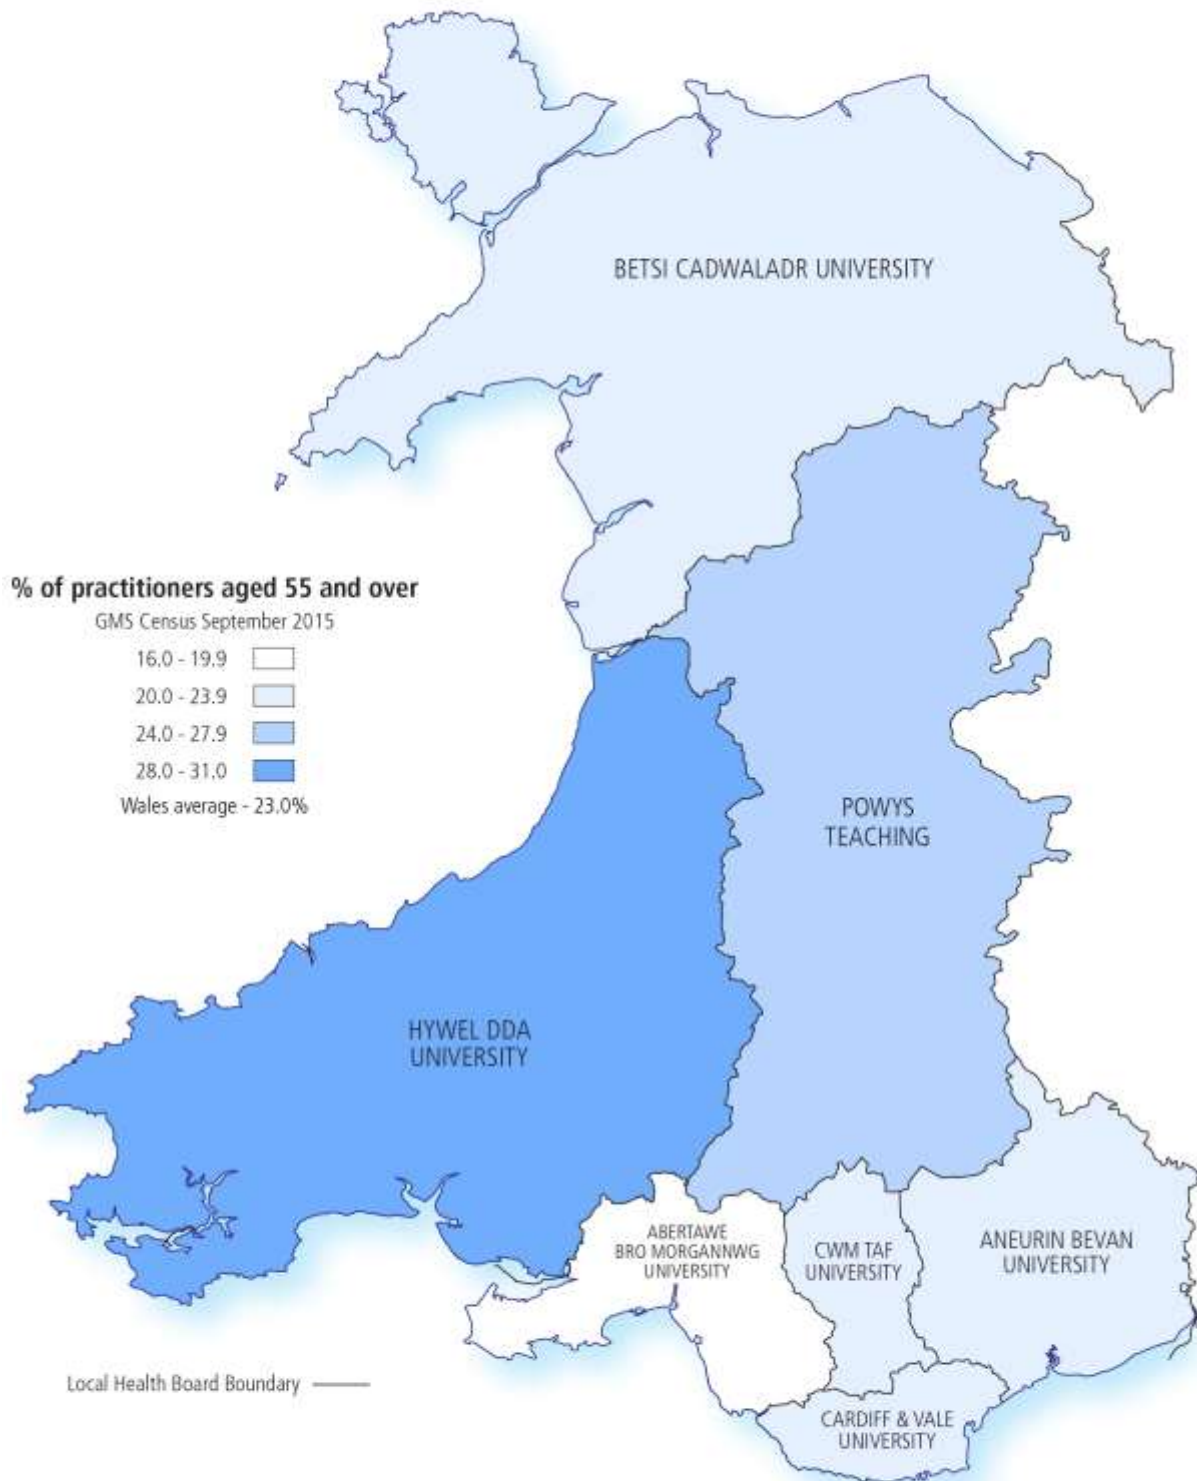 BETSI CADWALADR UNIVERSITY
% of practitioners aged 55 and over
GMS Census September 2015
16.0 - 19.9
20.0 - 23.9
24.0 - 27.9
28.0 - 31.0
Wales average - 23.0%
POWYS
TEACHING
HYWEL DDA
UNIVERSITY
ABERTAWE
BRO MORGANNWG
UNIVERSITY
CWM TAF
UNIVERSITY
ANEURIN BEVAN
UNIVERSITY
Local Health Board Boundary
CARDIFF & VALE
UNIVERSITY